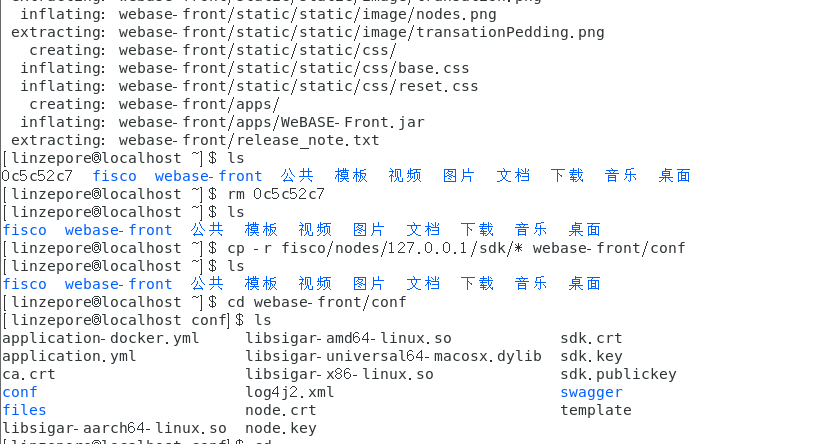 inflating: webase-front/static/static/image/nodes.png
extracting: webase-front/static/static/image/transationPedding.png
creating: webase-front/static/static/css/
inflating: webase-front/static/static/css/base.css
inflating: webase-front/static/static/css/reset.css
creating: webase-front/apps/
inflating: webase-front/apps/WeBASE-Front.jar
extracting: webase-front/release_note.txt
[linzepore@localhost ~]$ ls
0c5c52c7 fisco webase-front 公共 模板 视频 图片 文档 下载 音乐 桌面
[linzepore@localhost ~]$ rm 0c5c52c7
[linzepore@localhost ~]$ ls
fisco webase-front 公共 模板 视频 图片 文档 下载 音乐 桌面
[linzepore@localhost ~]$ cp -r fisco/nodes/127.0.0.1/sdk/* webase-front/conf
[linzepore@localhost ~]$ ls
fisco webase-front 公共 模板 视频 图片 文档 下载 音乐 桌面
[linzepore@localhost ~]$ cd webase-front/conf
[linzepore@localhost conf]$ ls
application-docker.yml libsigar-amd64-linux.so sdk.crt
application.yml libsigar-universal64-macosx.dylib sdk.key
ca.crt libsigar-x86-linux.so sdk.publickey
conf log4j2.xml swagger
files node.crt template
libsigar-aarch64-linux.so node.key